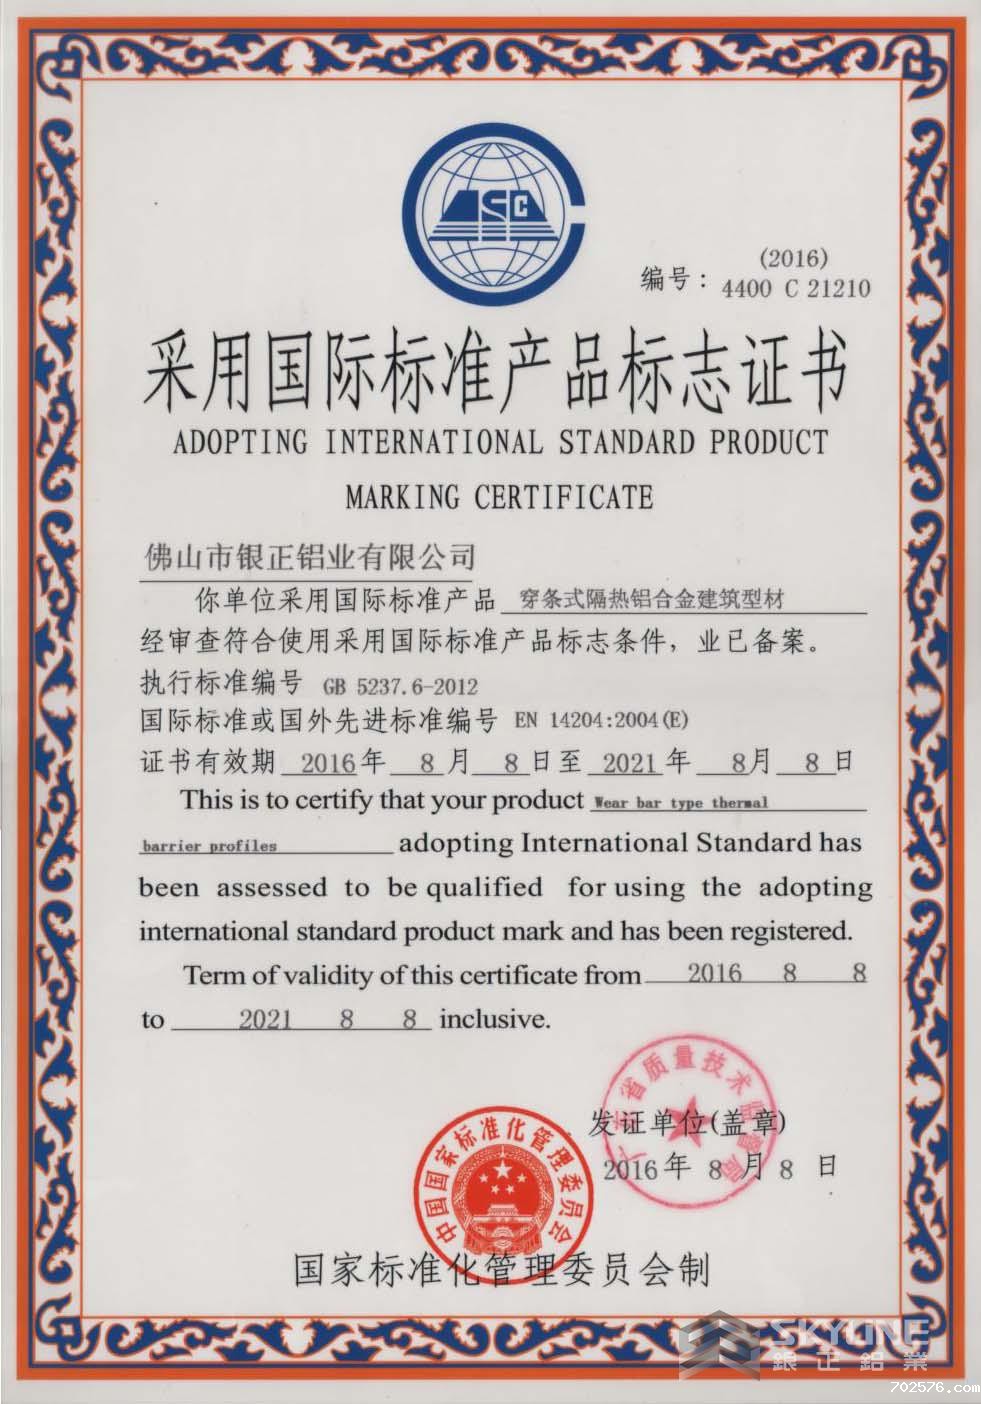 CSC
(2016)
编号：4400 C 21210
采用国际标准产品标志证书
ADOPTING INTERNATIONAL STANDARD PRODUCT
MARKING CERTIFICATE
佛山市银正铝业有限公司
你单位采用国际标准产品 穿条式隔热铝合金建筑型材
经审查符合使用采用国际标准产品标志条件，业已备案。
执行标准编号 GB 5237.6-2012
国际标准或国外先进标准编号 EN 14204:2004(E)
证书有效期 2016 年 8 月 8 日至 2021 年 8 月 8 日
This is to certify that your product Wear bar type thermal
barrier profiles adopting International Standard has
been assessed to be qualified for using the adopting
international standard product mark and has been registered.
Term of validity of this certificate from 2016 8 8
to 2021 8 8 inclusive.
广东省质量技术监督局
发证单位(盖章)
2016 年 8 月 8 日
中国国家标准化管理委员会
国家标准化管理委员会制
SKYLINE
銀正鋁業
702576.com